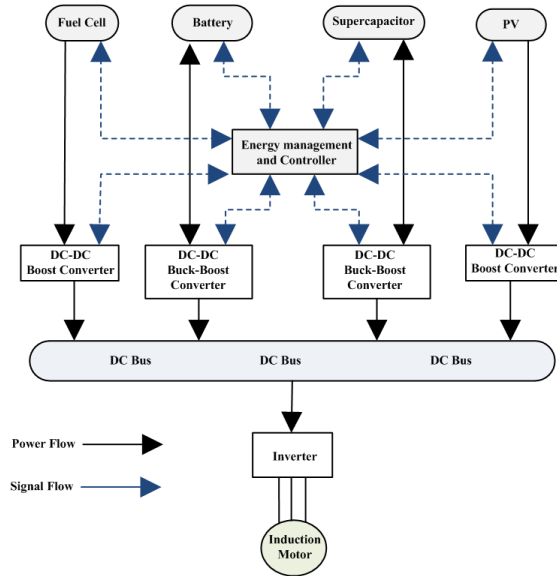 Fuel Cell
Battery
Supercapacitor
PV
Energy management
and Controller
DC-DC
Boost Converter
DC-DC
Buck-Boost
Converter
DC-DC
Buck-Boost
Converter
DC-DC
Boost Converter
DC Bus
DC Bus
DC Bus
Power Flow
Signal Flow
Inverter
Induction
Motor